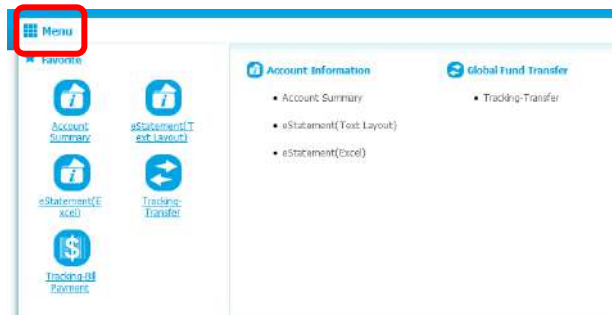 Menu
Favorite
Account
Summary
eStatement(T
ext Layout)
eStatement(E
xcel)
Tracking-
Transfer
Tracking-Bil
Payment
Account Information
• Account Summary
• eStatement(Text Layout)
• eStatement(Excel)
Global Fund Transfer
• Tracking-Transfer